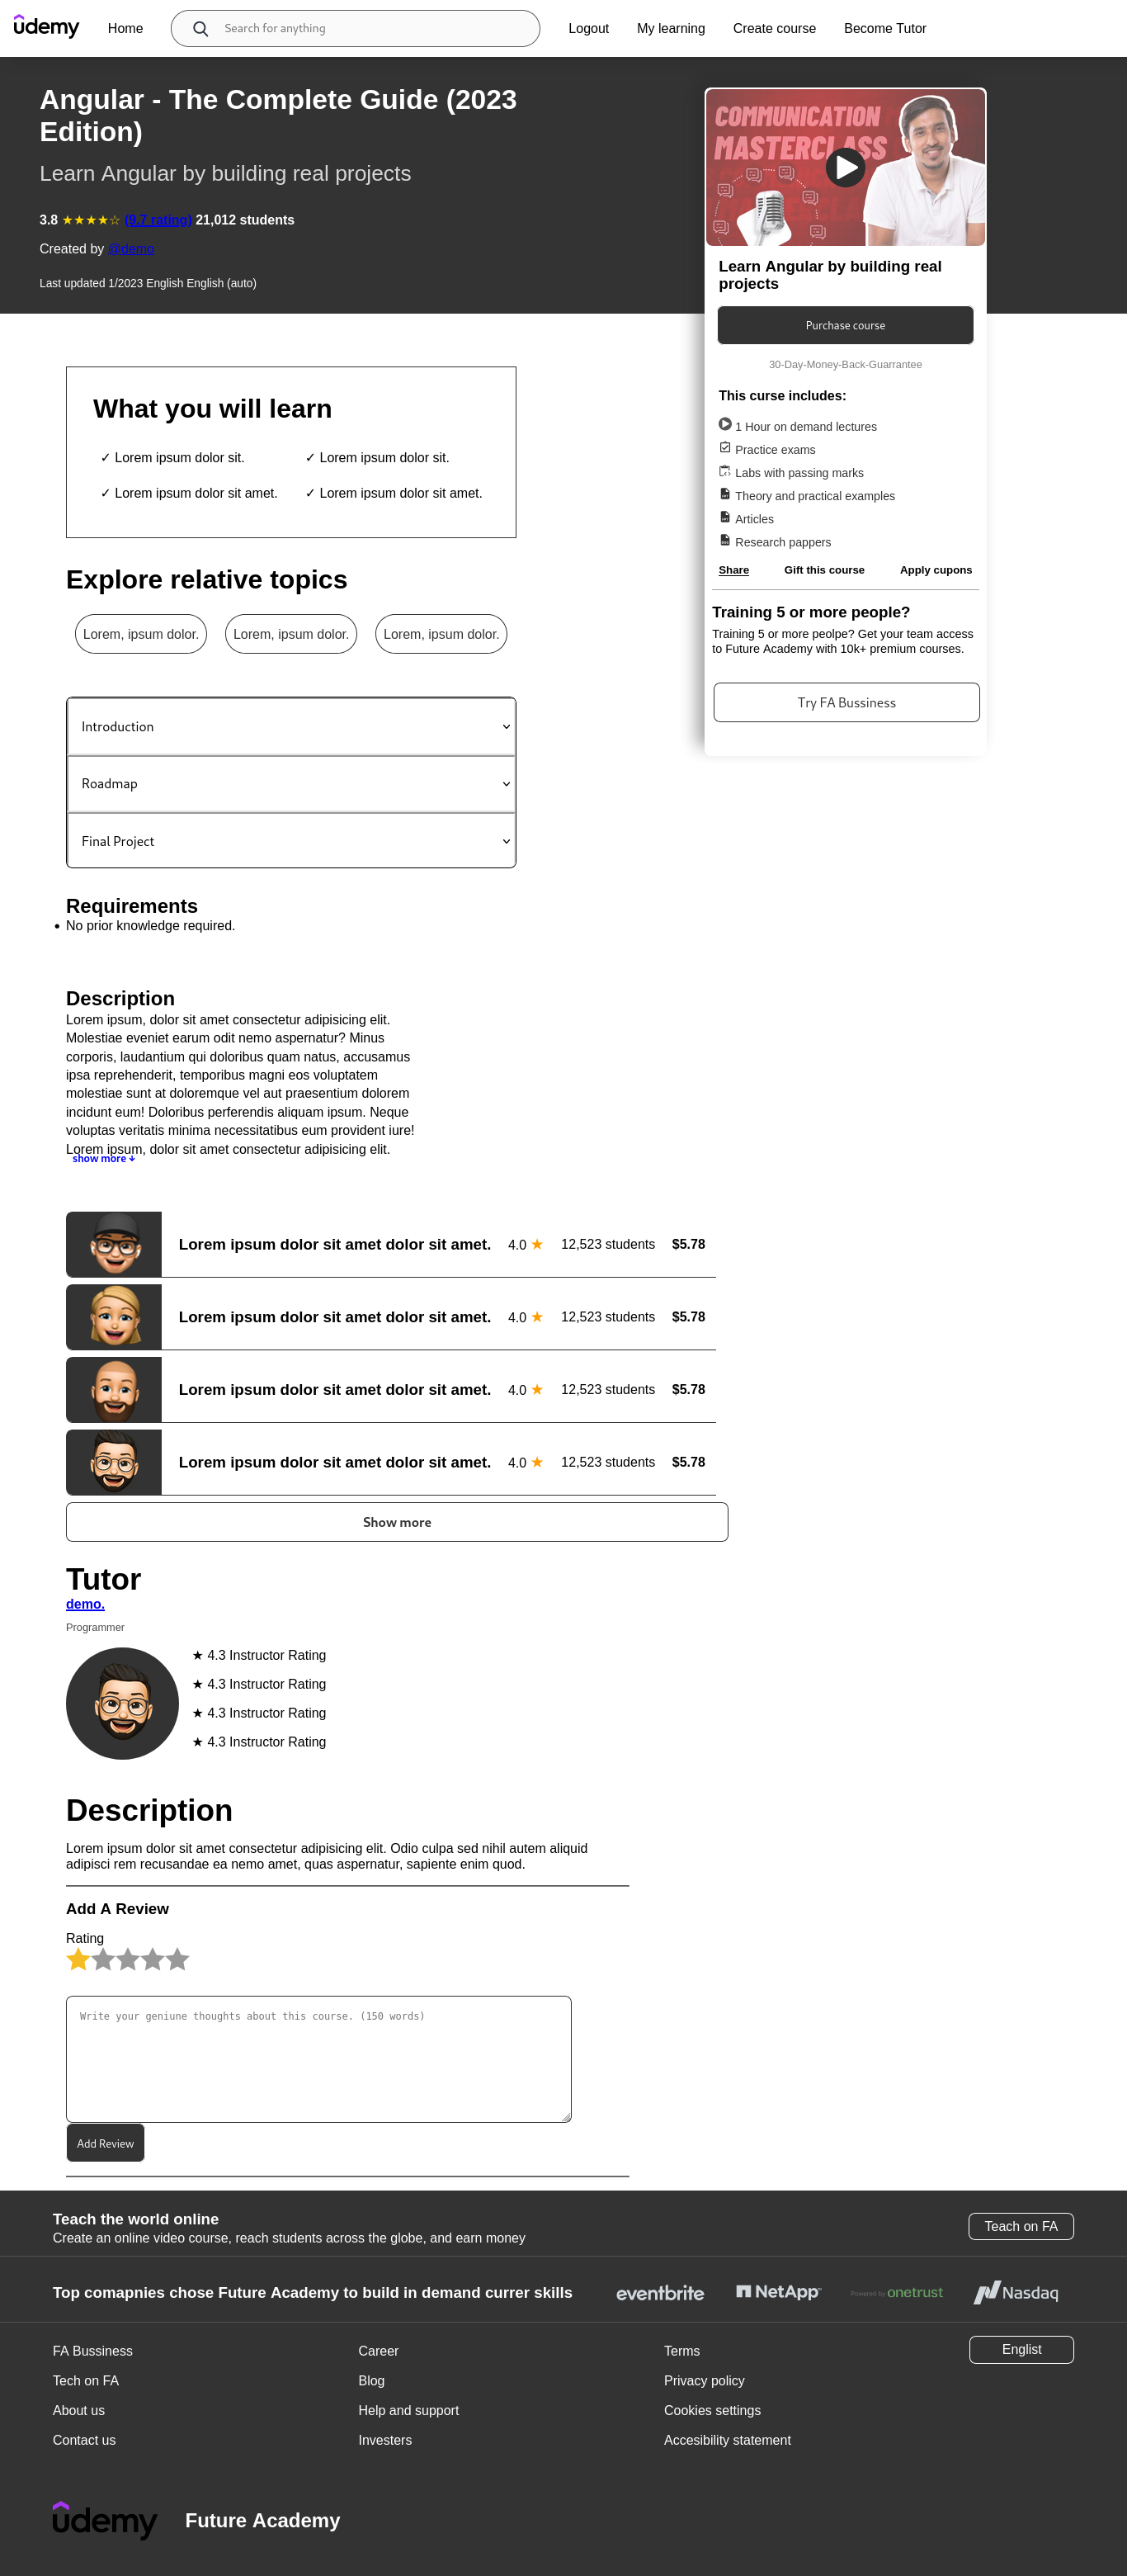 udemy
Home
Search for anything
Logout
My learning
Create course
Become Tutor
Angular - The Complete Guide (2023
Edition)
Learn Angular by building real projects
3.8 ★★★★☆ (9.7 rating) 21,012 students
Created by @demo
Last updated 1/2023 English English (auto)
COMMUNICATION
MASTERCLASS
Learn Angular by building real
projects
Purchase course
30-Day-Money-Back-Guarrantee
This curse includes:
1 Hour on demand lectures
Practice exams
Labs with passing marks
Theory and practical examples
Articles
Research pappers
Share
Gift this course
Apply cupons
Training 5 or more people?
Training 5 or more peolpe? Get your team access
to Future Academy with 10k+ premium courses.
Try FA Bussiness
What you will learn
✓ Lorem ipsum dolor sit.
✓ Lorem ipsum dolor sit.
✓ Lorem ipsum dolor sit amet.
✓ Lorem ipsum dolor sit amet.
Explore relative topics
Lorem, ipsum dolor.
Lorem, ipsum dolor.
Lorem, ipsum dolor.
Introduction
Roadmap
Final Project
Requirements
• No prior knowledge required.
Description
Lorem ipsum, dolor sit amet consectetur adipisicing elit.
Molestiae eveniet earum odit nemo aspernatur? Minus
corporis, laudantium qui doloribus quam natus, accusamus
ipsa reprehenderit, temporibus magni eos voluptatem
molestiae sunt at doloremque vel aut praesentium dolorem
incidunt eum! Doloribus perferendis aliquam ipsum. Neque
voluptas veritatis minima necessitatibus eum provident iure!
Lorem ipsum, dolor sit amet consectetur adipisicing elit.
show more ↓
Lorem ipsum dolor sit amet dolor sit amet. 4.0 ★ 12,523 students $5.78
Lorem ipsum dolor sit amet dolor sit amet. 4.0 ★ 12,523 students $5.78
Lorem ipsum dolor sit amet dolor sit amet. 4.0 ★ 12,523 students $5.78
Lorem ipsum dolor sit amet dolor sit amet. 4.0 ★ 12,523 students $5.78
Show more
Tutor
demo.
Programmer
★ 4.3 Instructor Rating
★ 4.3 Instructor Rating
★ 4.3 Instructor Rating
★ 4.3 Instructor Rating
Description
Lorem ipsum dolor sit amet consectetur adipisicing elit. Odio culpa sed nihil autem aliquid
adipisci rem recusandae ea nemo amet, quas aspernatur, sapiente enim quod.
Add A Review
Rating
Write your geniune thoughts about this course. (150 words)
Add Review
Teach the world online
Create an online video course, reach students across the globe, and earn money
Teach on FA
Top comapnies chose Future Academy to build in demand currer skills
eventbrite
NetApp
Powered by onetrust
Nasdaq
FA Bussiness
Career
Terms
Englist
Tech on FA
Blog
Privacy policy
About us
Help and support
Cookies settings
Contact us
Investers
Accesibility statement
udemy
Future Academy